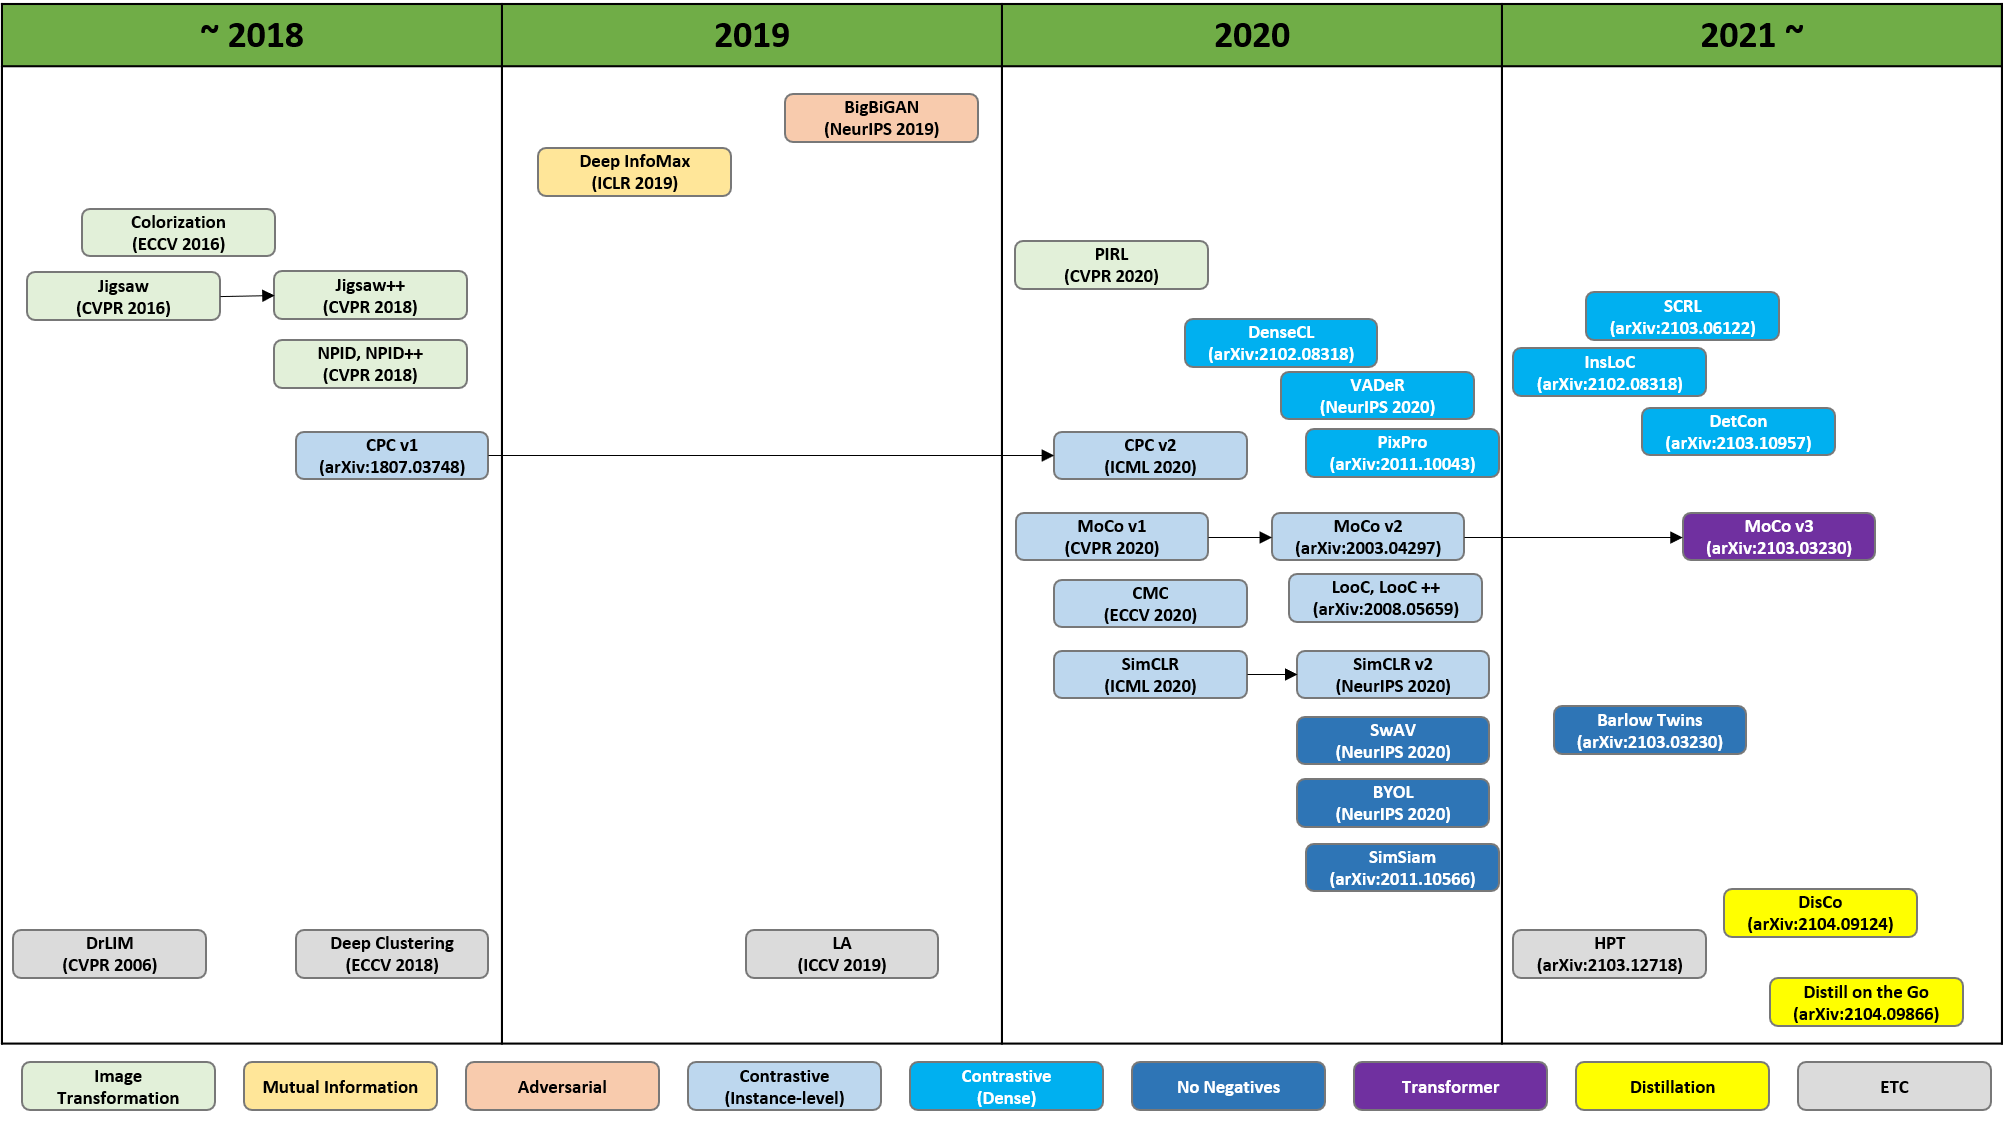 ~ 2018
2019
2020
2021 ~
BigBiGAN
(NeurIPS 2019)
Deep InfoMax
(ICLR 2019)
Colorization
(ECCV 2016)
Jigsaw
(CVPR 2016)
Jigsaw++
(CVPR 2018)
NPID, NPID++
(CVPR 2018)
PIRL
(CVPR 2020)
DenseCL
(arXiv:2102.08318)
VADeR
(NeurIPS 2020)
PixPro
(arXiv:2011.10043)
SCRL
(arXiv:2103.06122)
InsLoC
(arXiv:2102.08318)
DetCon
(arXiv:2103.10957)
CPC v1
(arXiv:1807.03748)
CPC v2
(ICML 2020)
MoCo v1
(CVPR 2020)
MoCo v2
(arXiv:2003.04297)
MoCo v3
(arXiv:2103.03230)
CMC
(ECCV 2020)
LooC, LooC ++
(arXiv:2008.05659)
SimCLR
(ICML 2020)
SimCLR v2
(NeurIPS 2020)
SwAV
(NeurIPS 2020)
Barlow Twins
(arXiv:2103.03230)
BYOL
(NeurIPS 2020)
SimSiam
(arXiv:2011.10566)
DisCo
(arXiv:2104.09124)
DrLIM
(CVPR 2006)
Deep Clustering
(ECCV 2018)
LA
(ICCV 2019)
HPT
(arXiv:2103.12718)
Distill on the Go
(arXiv:2104.09866)
Image
Transformation
Mutual Information
Adversarial
Contrastive
(Instance-level)
Contrastive
(Dense)
No Negatives
Transformer
Distillation
ETC